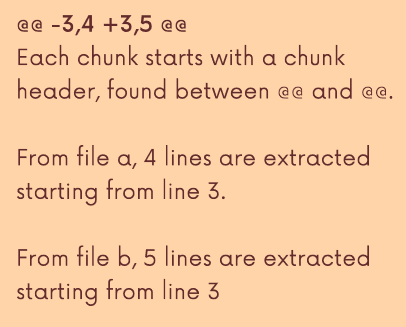 @@ -3,4 +3,5 @@
Each chunk starts with a chunk
header, found between @@ and @@.
From file a, 4 lines are extracted
starting from line 3.
From file b, 5 lines are extracted
starting from line 3